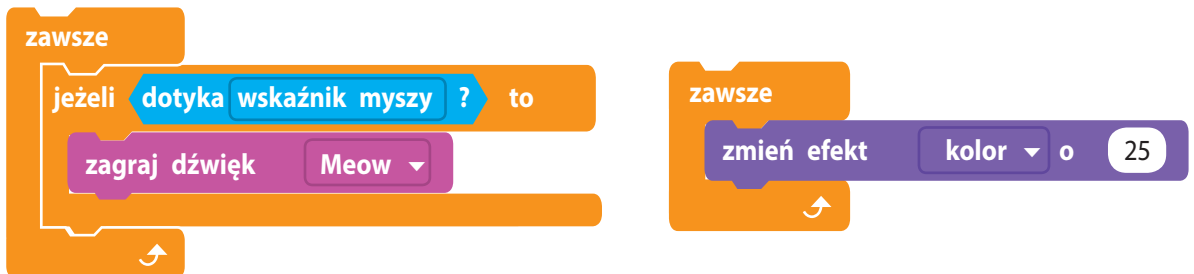 zawsze
jeżeli dotyka wskaźnik myszy ? to
zagraj dźwięk Meow
zawsze
zmień efekt kolor o 25